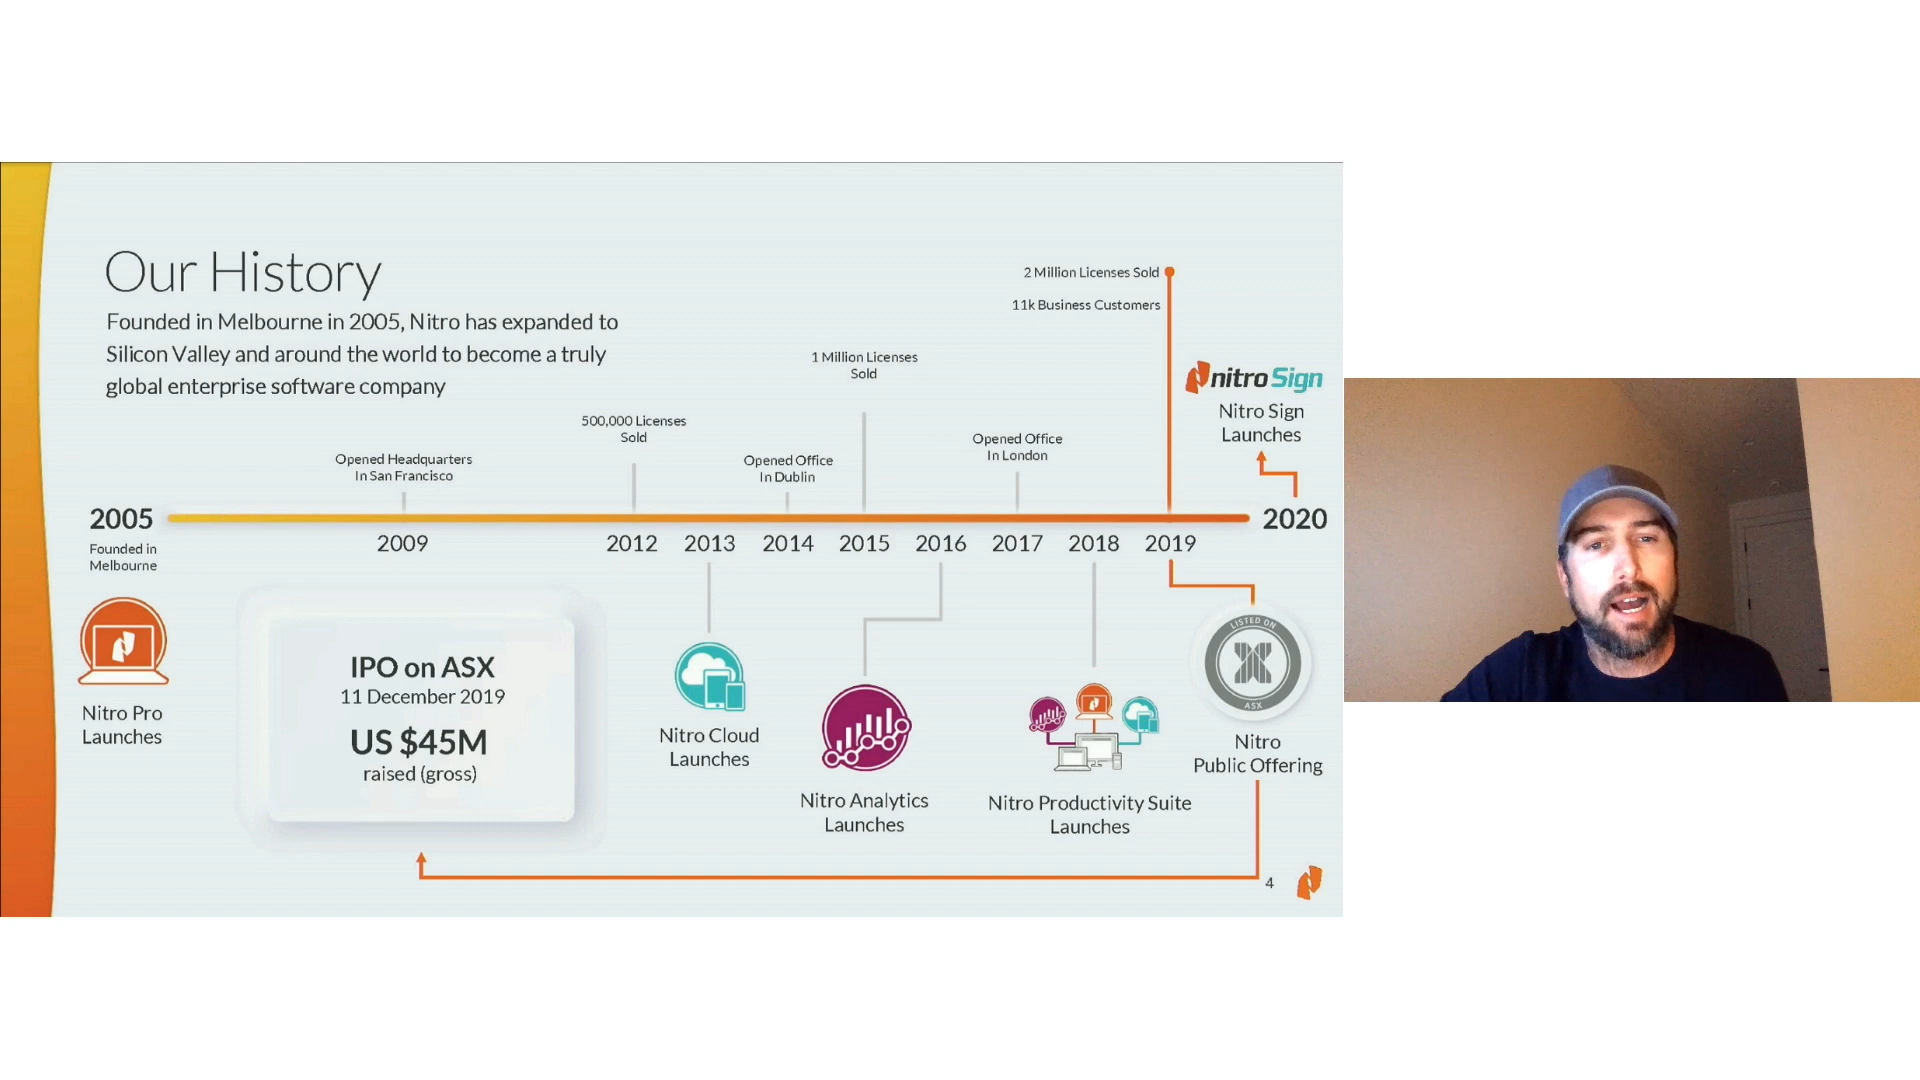 Our History
Founded in Melbourne in 2005, Nitro has expanded to
Silicon Valley and around the world to become a truly
global enterprise software company
2 Million Licenses Sold
11k Business Customers
1 Million Licenses
Sold
nitro Sign
Nitro Sign
Launches
500,000 Licenses
Sold
Opened Office
In London
Opened Headquarters
In San Francisco
Opened Office
In Dublin
2005
2020
Founded in
Melbourne
2009
2012
2013
2014
2015
2016
2017
2018
2019
Nitro Pro
Launches
IPO on ASX
11 December 2019
US $45M
raised (gross)
Nitro Cloud
Launches
Nitro Analytics
Launches
Nitro Productivity Suite
Launches
LISTED ON
ASX
Nitro
Public Offering
4